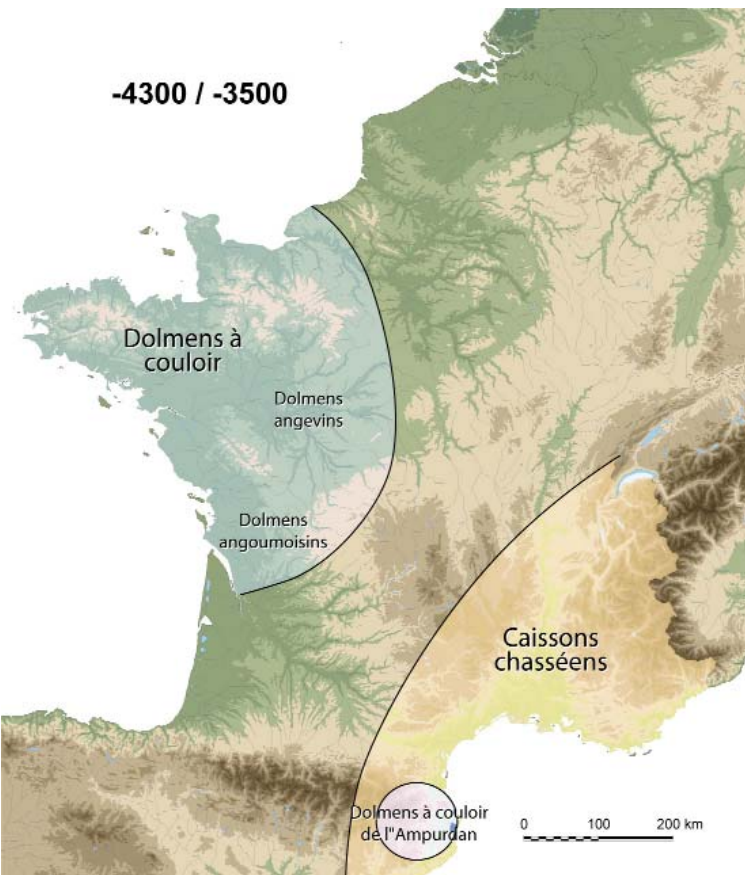 -4300 / -3500
Dolmens à
couloir
Dolmens
angevins
Dolmens
angoumoisins
Caissons
chasséens
Dolmens à couloir
de l"Ampurdan
0 100 200 km